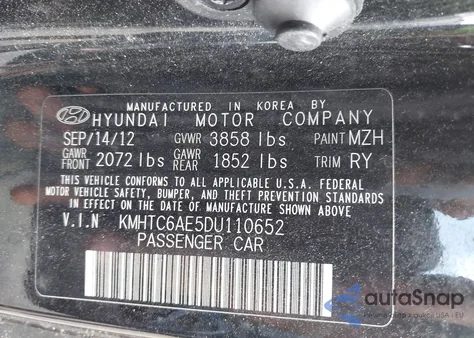 MANUFACTURED IN KOREA BY
HYUNDAI MOTOR COMPANY
SEP/14/12 GVWR 3858 lbs PAINT MZH
GAWR FRONT 2072 lbs GAWR REAR 1852 lbs TRIM RY
THIS VEHICLE CONFORMS TO ALL APPLICABLE U.S.A. FEDERAL
MOTOR VEHICLE SAFETY, BUMPER, AND THEFT PREVENTION STANDARDS
IN EFFECT ON THE DATE OF MANUFACTURE SHOWN ABOVE.
V.I.N KMHTC6AE5DU110652
PASSENGER CAR
autoSnap